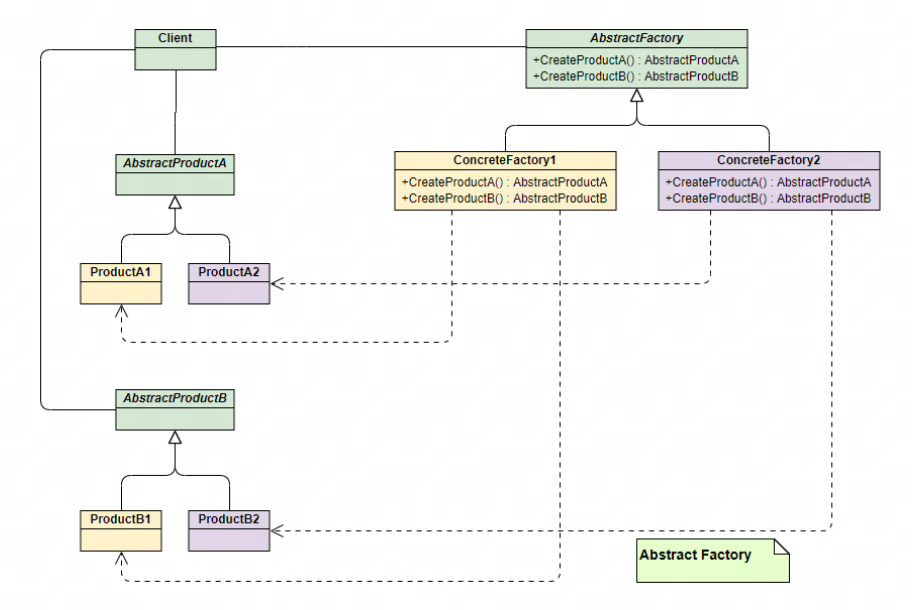 Client
AbstractFactory
+CreateProductA() : AbstractProductA
+CreateProductB() : AbstractProductB
AbstractProductA
ConcreteFactory1
+CreateProductA() : AbstractProductA
+CreateProductB() : AbstractProductB
ConcreteFactory2
+CreateProductA() : AbstractProductA
+CreateProductB() : AbstractProductB
ProductA1
ProductA2
AbstractProductB
ProductB1
ProductB2
Abstract Factory